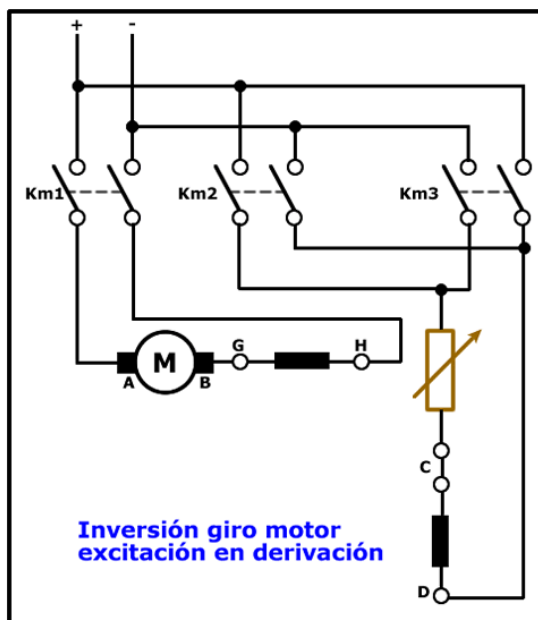 + -
Km1 Km2 Km3
G H
M
A B
C
Inversión giro motor
excitación en derivación
D